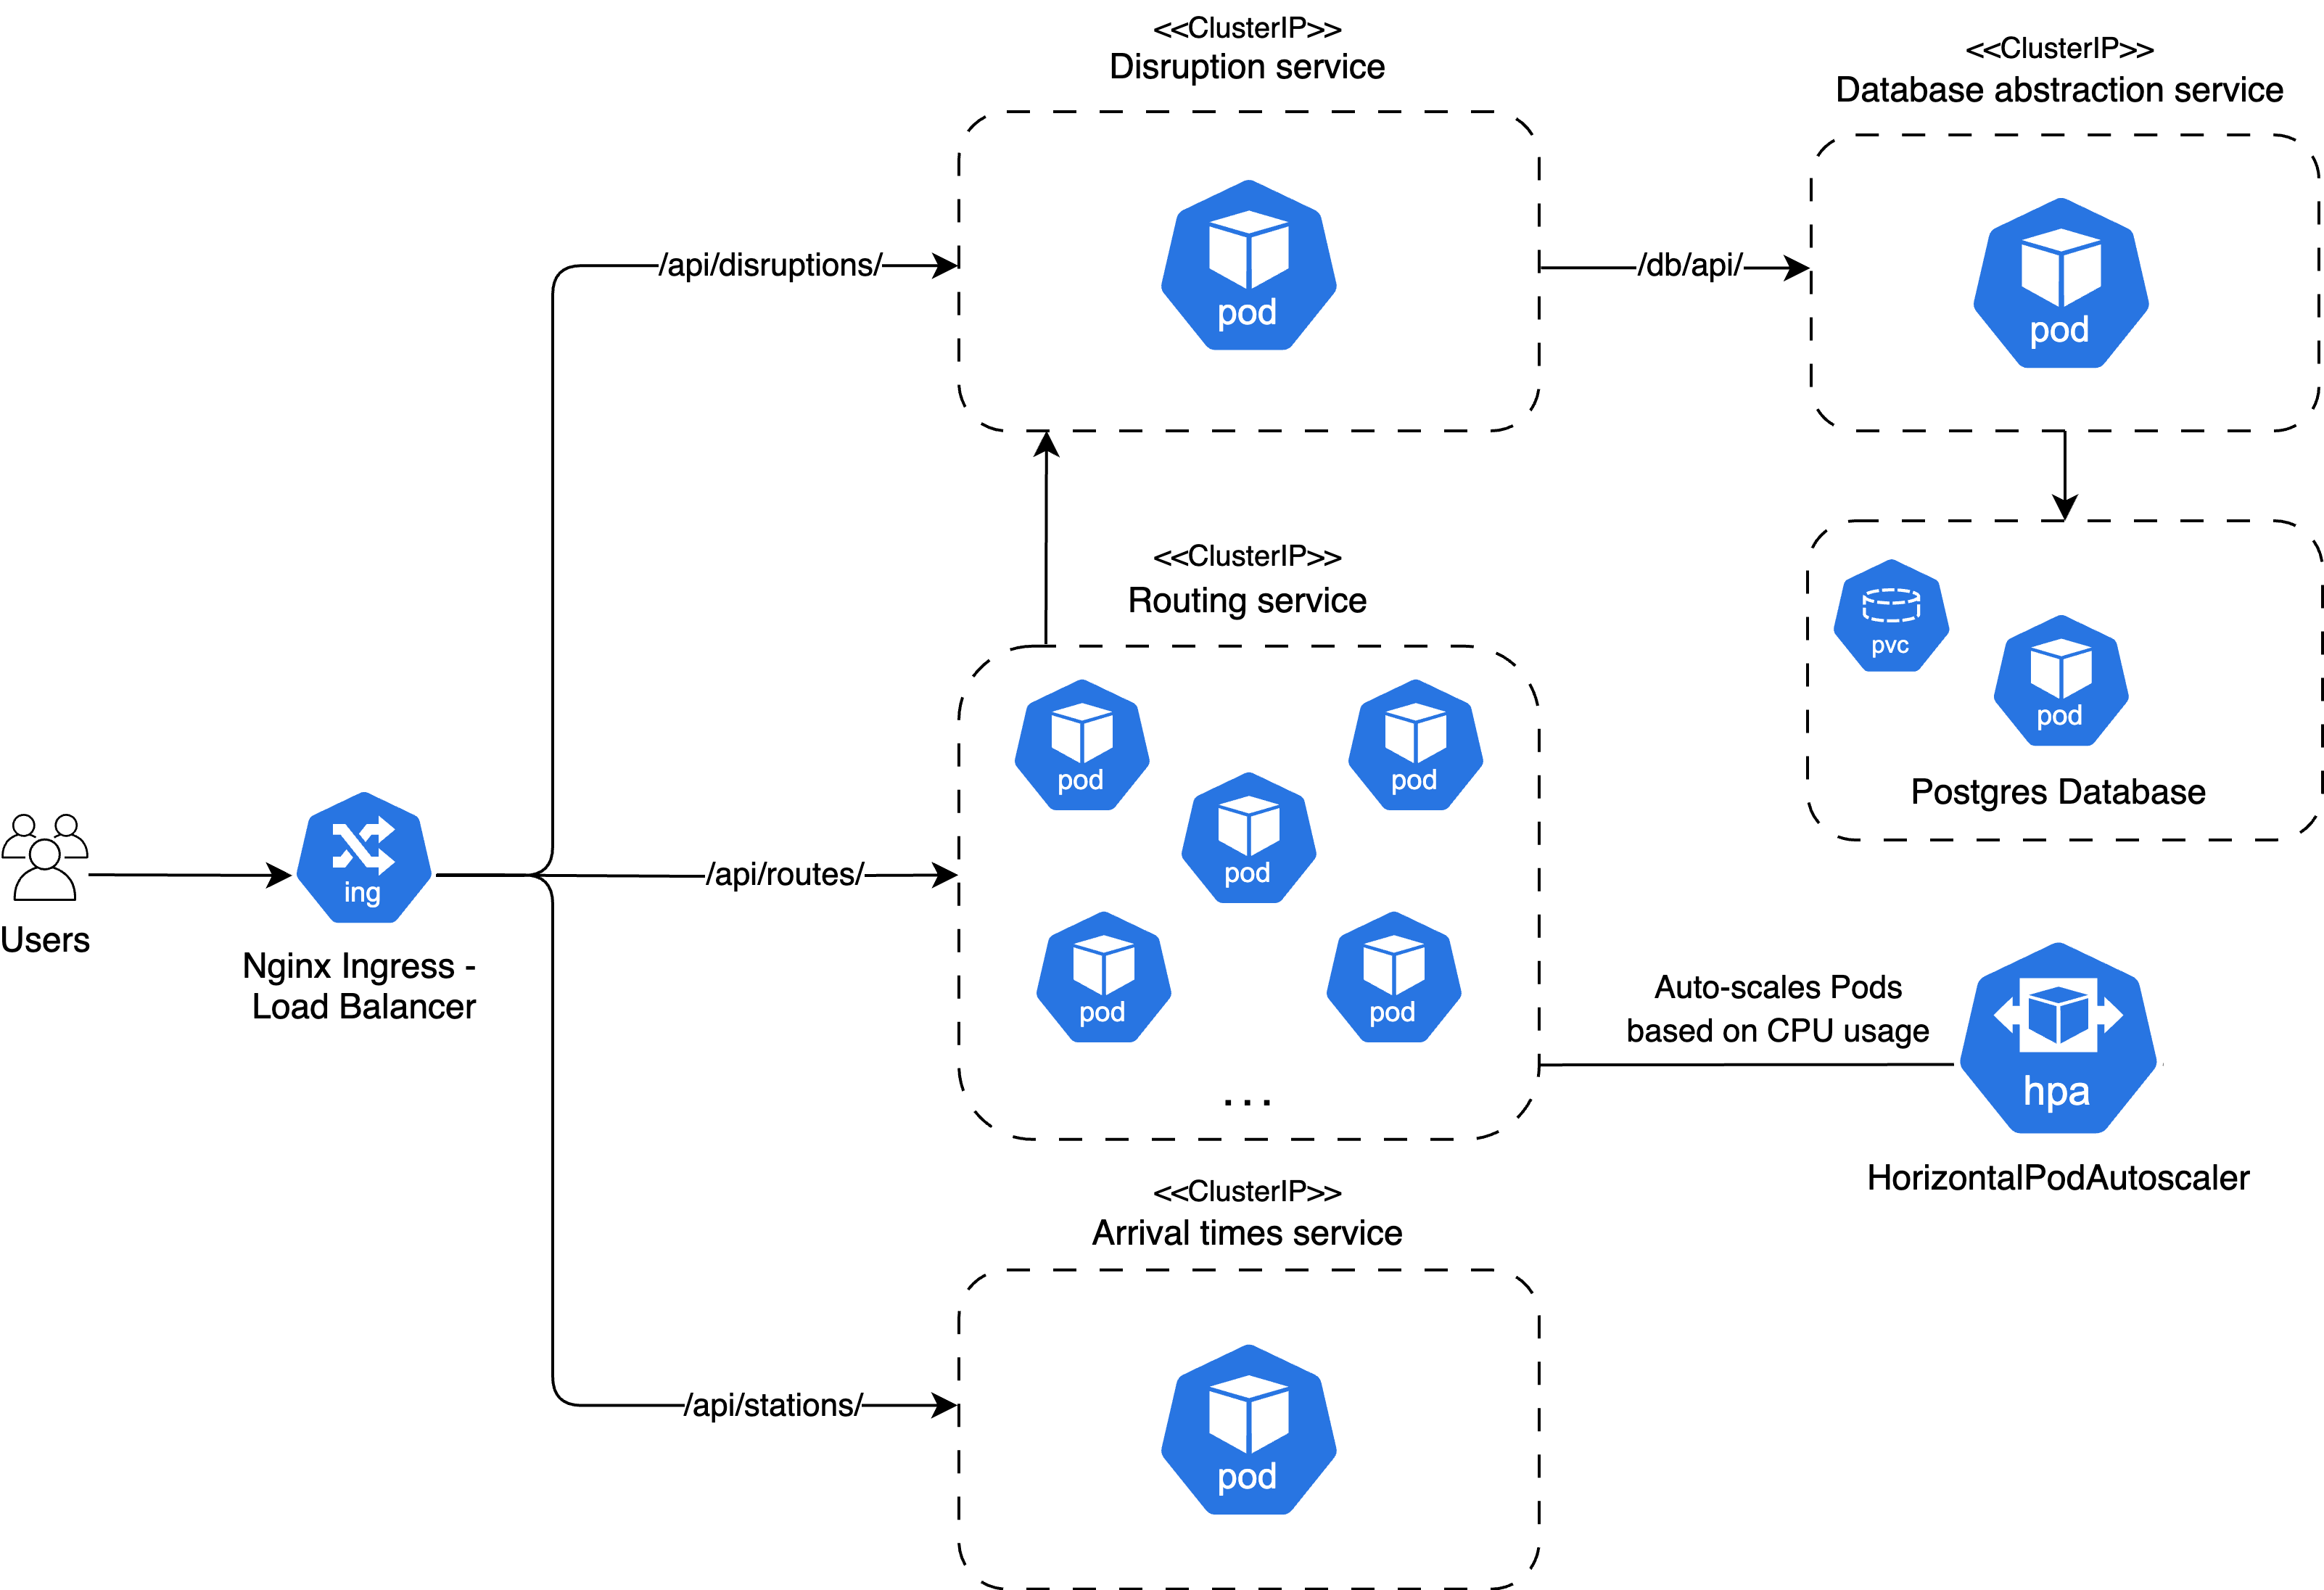 <<ClusterIP>>
Disruption service
pod
/api/disruptions/
/db/api/
<<ClusterIP>>
Database abstraction service
pod
pvc
pod
Postgres Database
<<ClusterIP>>
Routing service
pod
pod
pod
pod
pod
...
/api/routes/
Users
ing
Nginx Ingress -
Load Balancer
Auto-scales Pods
based on CPU usage
hpa
HorizontalPodAutoscaler
<<ClusterIP>>
Arrival times service
/api/stations/
pod